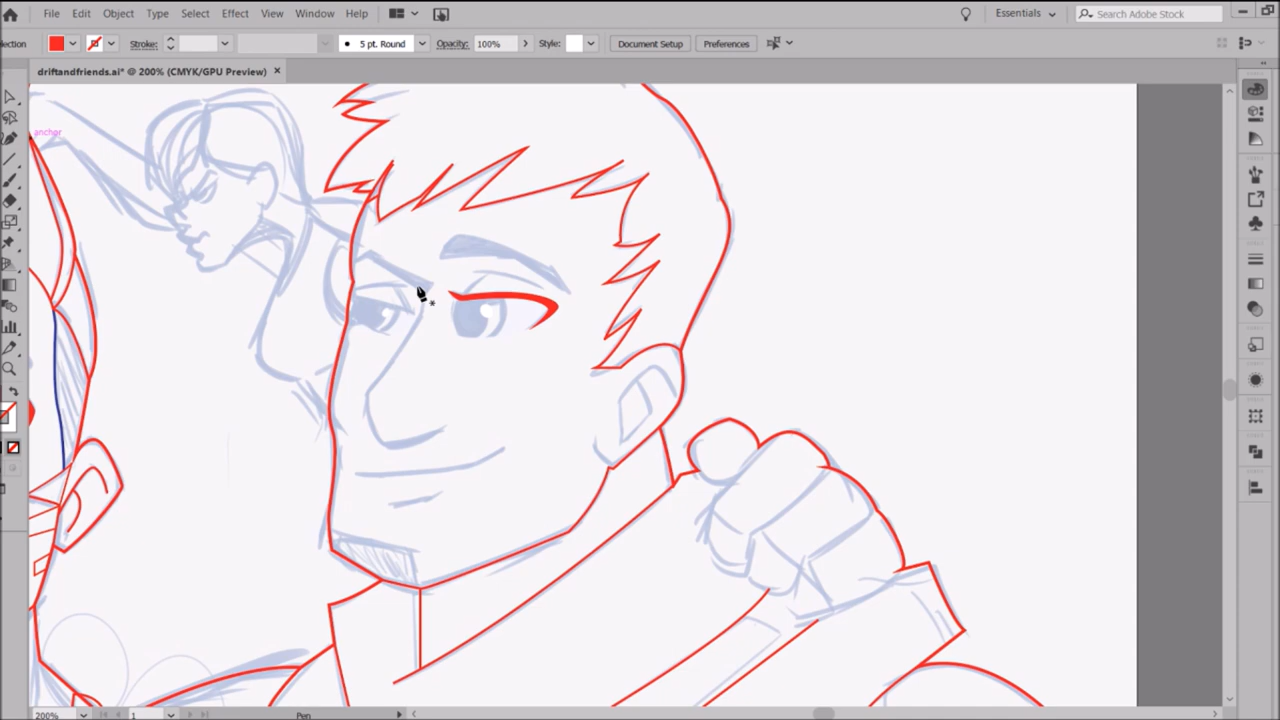 File Edit Object Type Select Effect View Window Help Essentials Search Adobe Stock
lection Stroke: 5 pt. Round Opacity: 100% Style: Document Setup Preferences
driftandfriends.ai* @ 200% (CMYK/GPU Preview) ×
anchor
200% 1 Pen